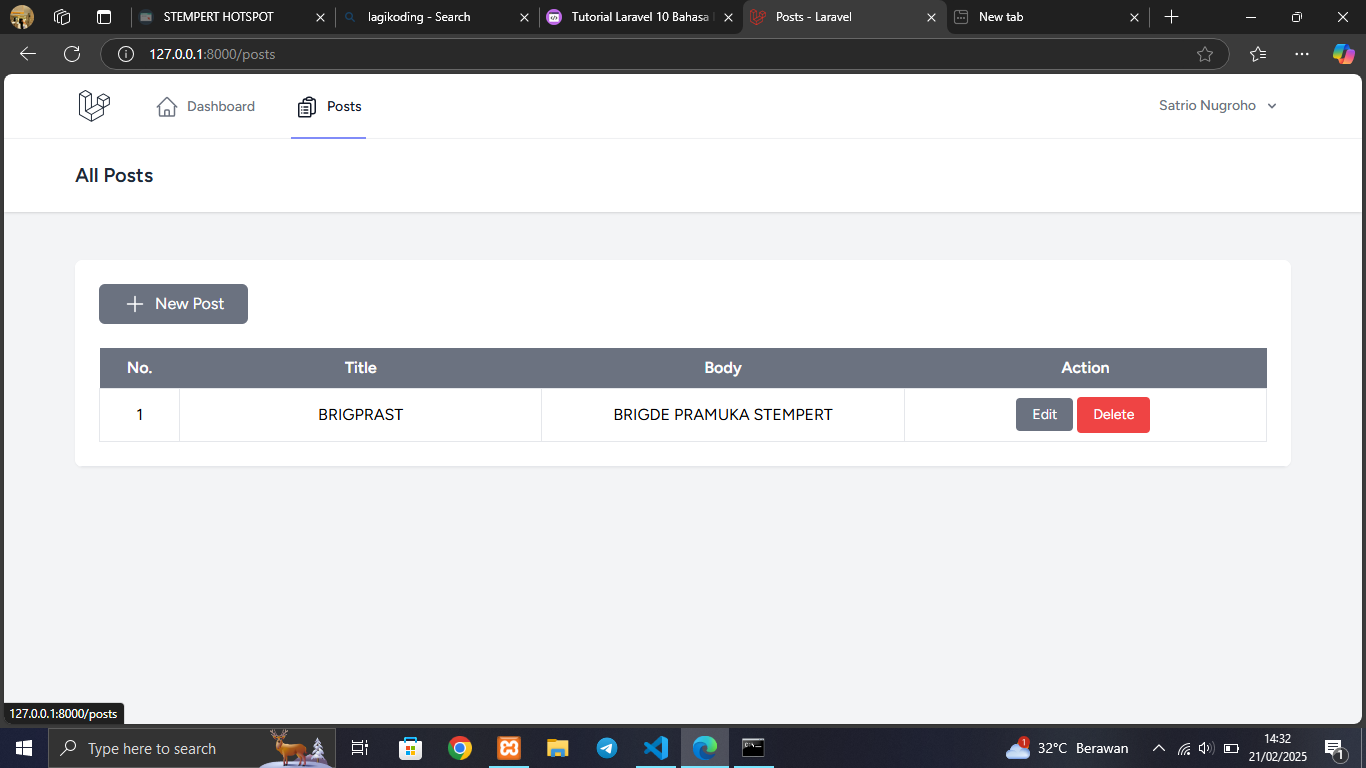 STEMPERT HOTSPOT
lagikoding - Search
Tutorial Laravel 10 Bahasa
Posts - Laravel
New tab
127.0.0.1:8000/posts
Dashboard
Posts
Satrio Nugroho
All Posts
New Post
No. Title Body Action
1 BRIGPRAST BRIGDE PRAMUKA STEMPERT Edit Delete
127.0.0.1:8000/posts
Type here to search
1
32°C Berawan
14:32
21/02/2025
1